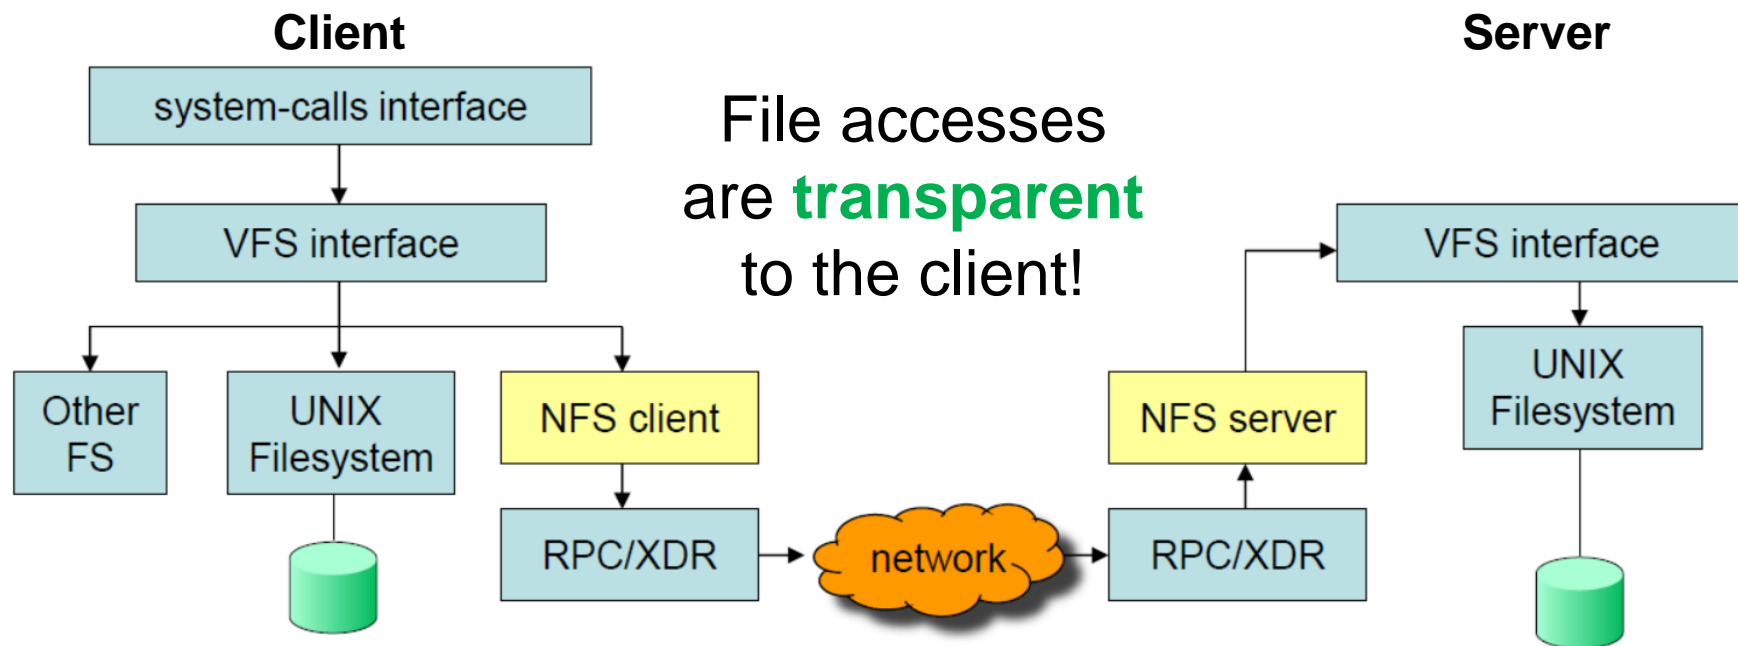 Client
Server
system-calls interface
File accesses
are transparent
to the client!
VFS interface
VFS interface
Other
FS
UNIX
Filesystem
NFS client
NFS server
UNIX
Filesystem
RPC/XDR
network
RPC/XDR